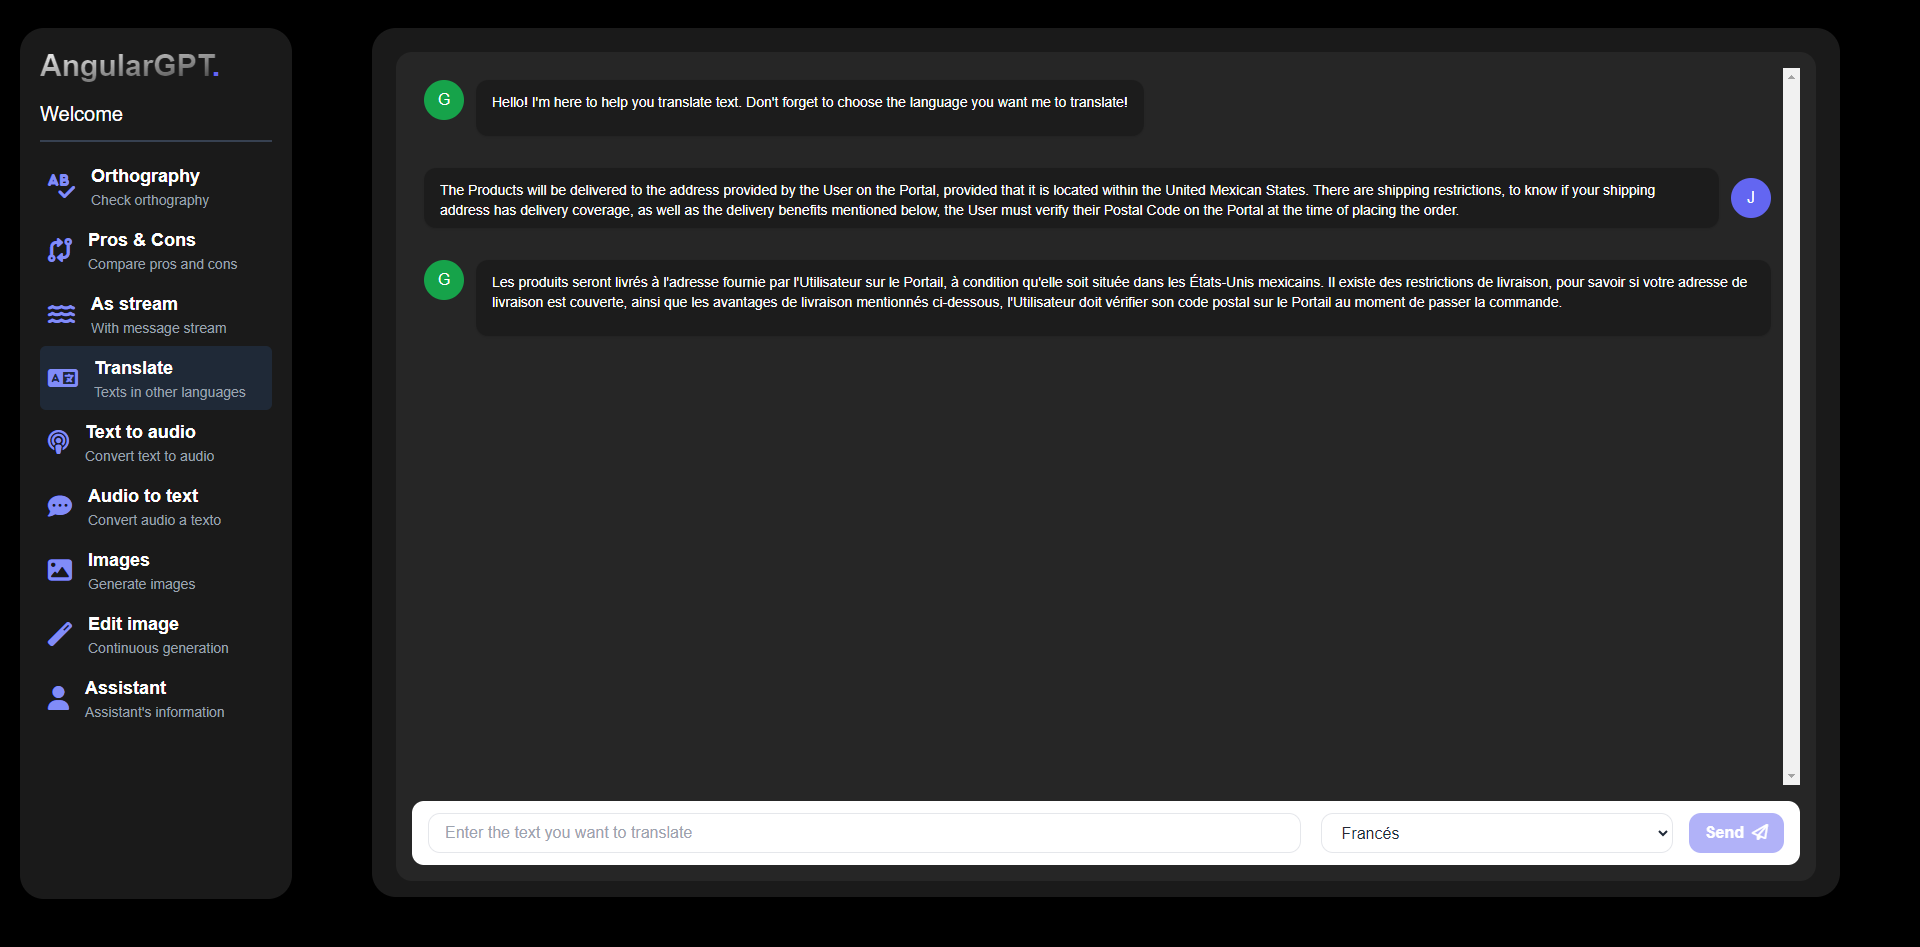 AngularGPT.
Welcome
AB
Orthography
Check orthography
Pros & Cons
Compare pros and cons
As stream
With message stream
A
Translate
Texts in other languages
Text to audio
Convert text to audio
Audio to text
Convert audio a texto
Images
Generate images
Edit image
Continuous generation
Assistant
Assistant's information
G
Hello! I'm here to help you translate text. Don't forget to choose the language you want me to translate!
The Products will be delivered to the address provided by the User on the Portal, provided that it is located within the United Mexican States. There are shipping restrictions, to know if your shipping
address has delivery coverage, as well as the delivery benefits mentioned below, the User must verify their Postal Code on the Portal at the time of placing the order.
J
G
Les produits seront livrés à l'adresse fournie par l'Utilisateur sur le Portail, à condition qu'elle soit située dans les États-Unis mexicains. Il existe des restrictions de livraison, pour savoir si votre adresse de
livraison est couverte, ainsi que les avantages de livraison mentionnés ci-dessous, l'Utilisateur doit vérifier son code postal sur le Portail au moment de passer la commande.
Enter the text you want to translate
Francés
Send